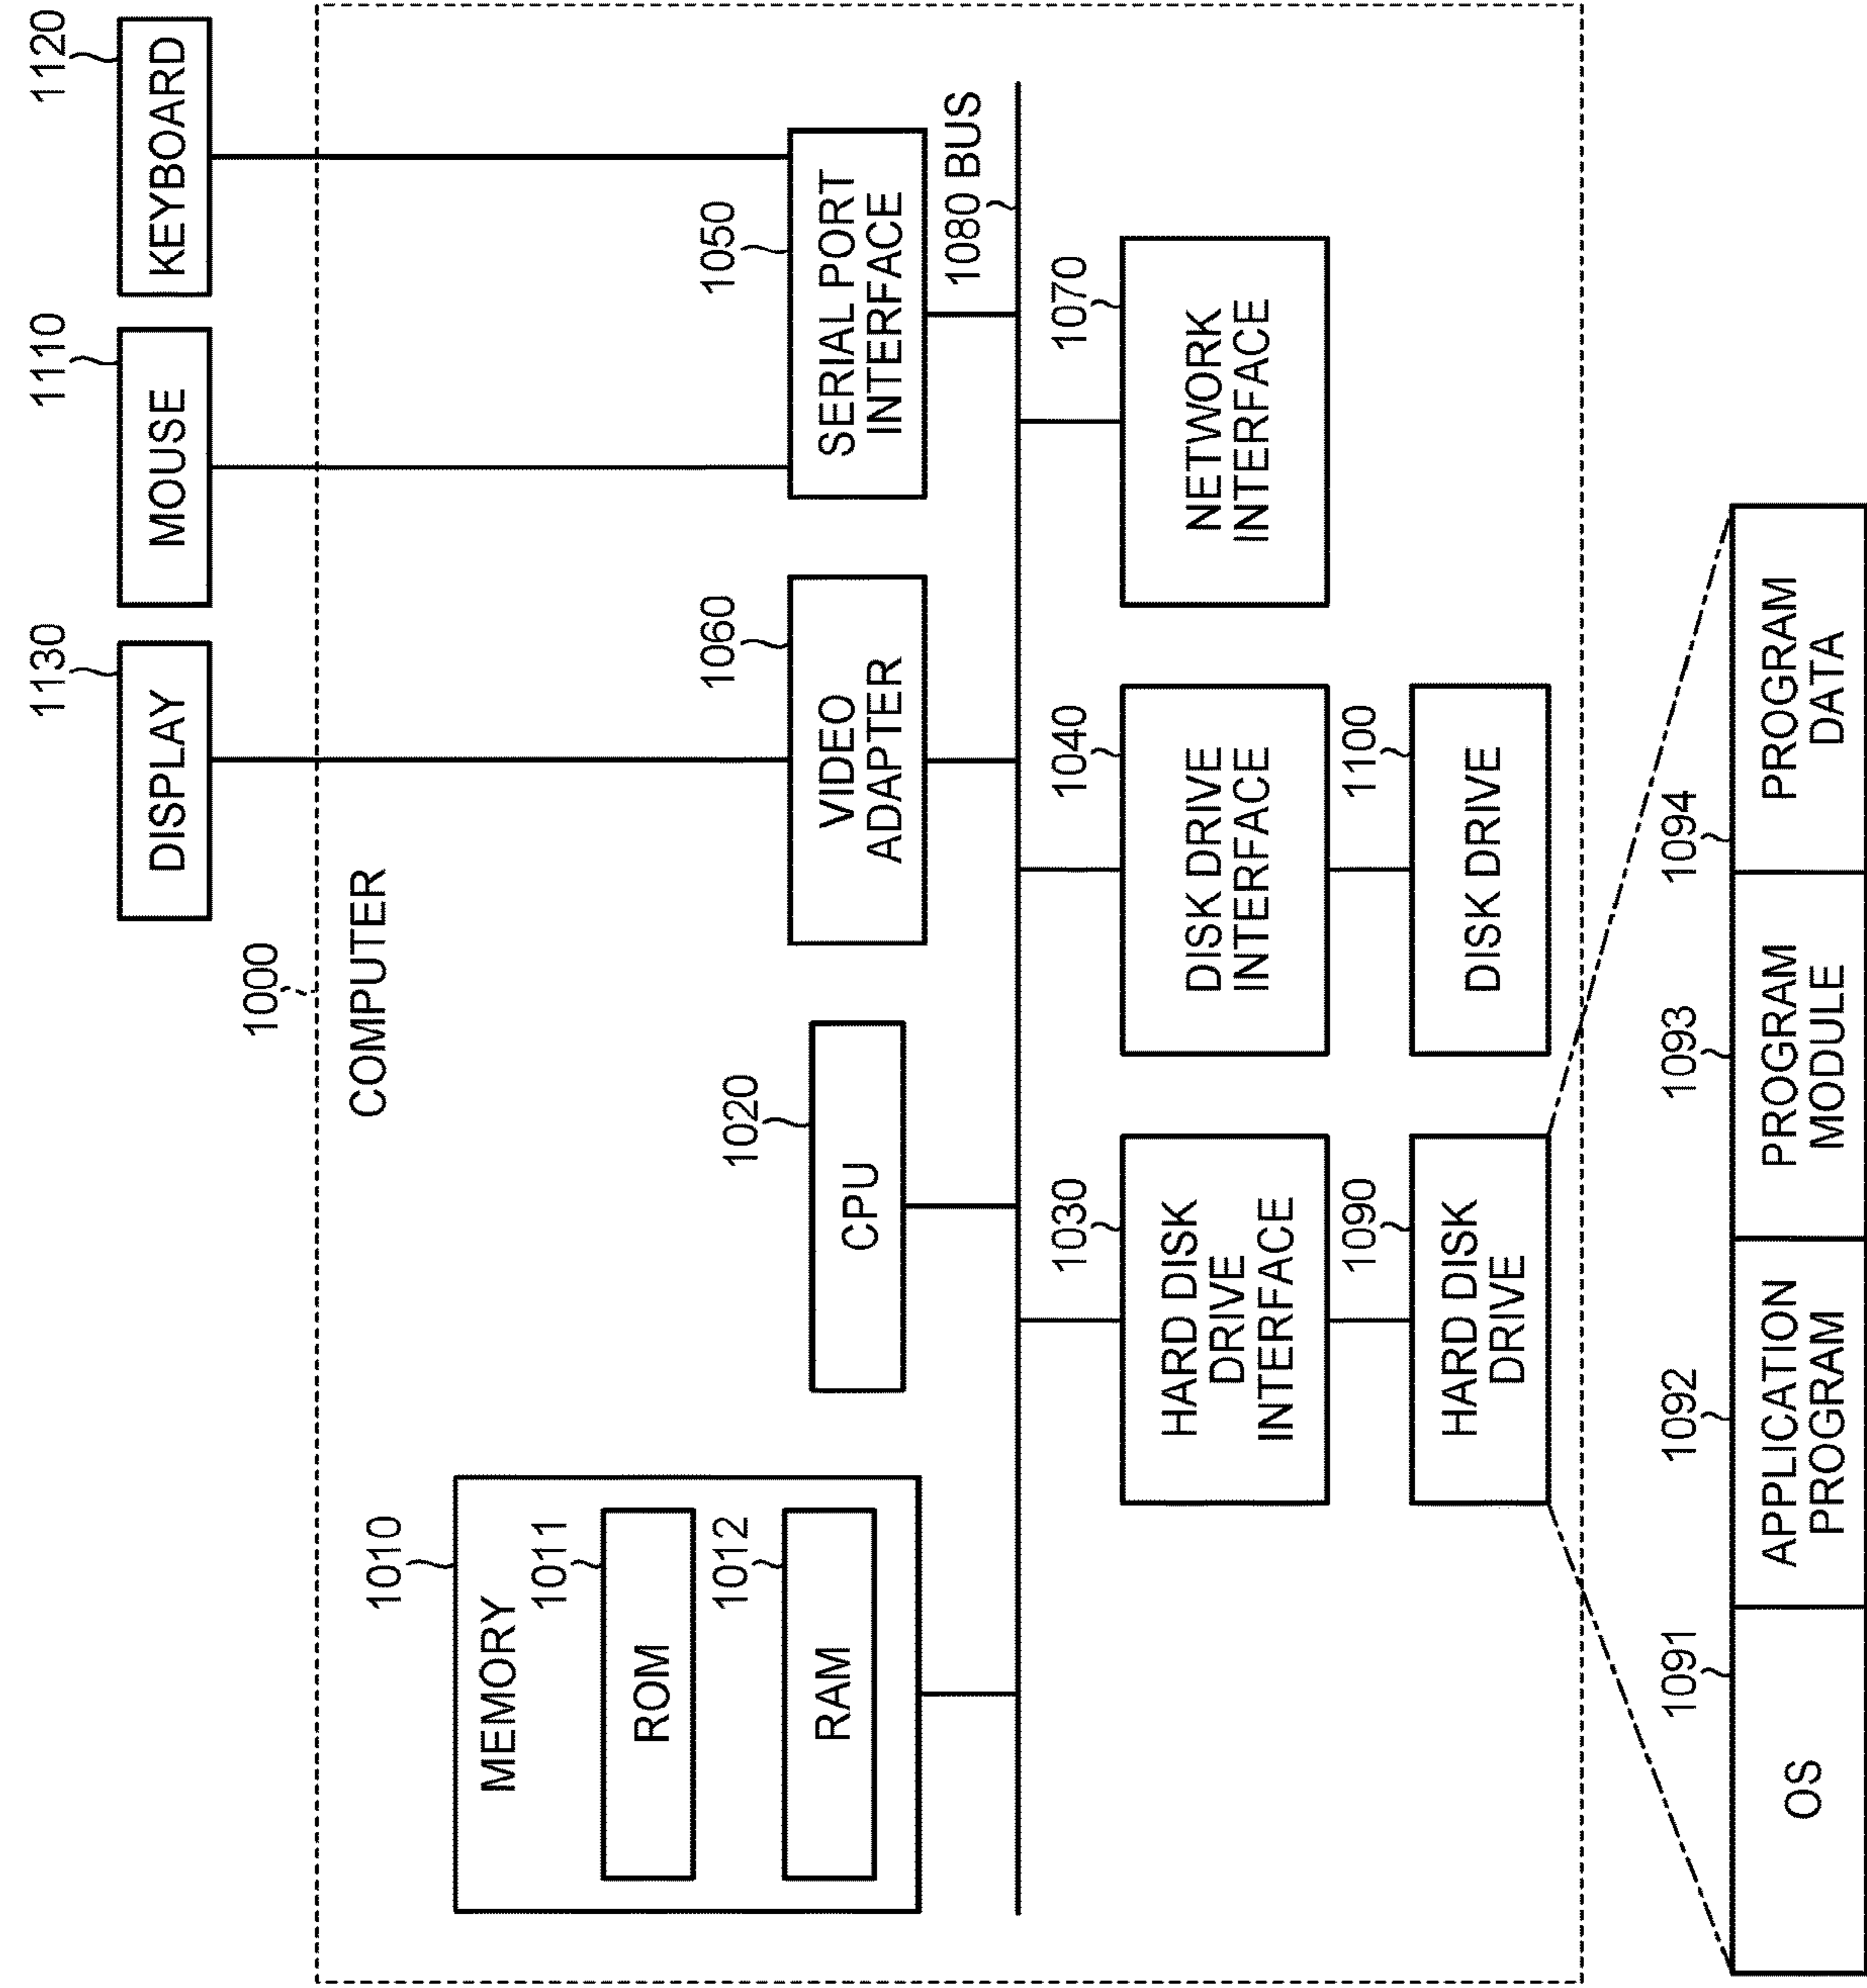 1000
COMPUTER
1010
MEMORY
1011
ROM
1012
RAM
1020
CPU
1130
DISPLAY
1110
MOUSE
1120
KEYBOARD
1060
VIDEO
ADAPTER
1050
SERIAL PORT
INTERFACE
1080 BUS
1030
HARD DISK
DRIVE
INTERFACE
1040
DISK DRIVE
INTERFACE
1070
NETWORK
INTERFACE
1090
HARD DISK
DRIVE
1100
DISK DRIVE
1091
OS
1092
APPLICATION
PROGRAM
1093
PROGRAM
MODULE
1094
PROGRAM
DATA